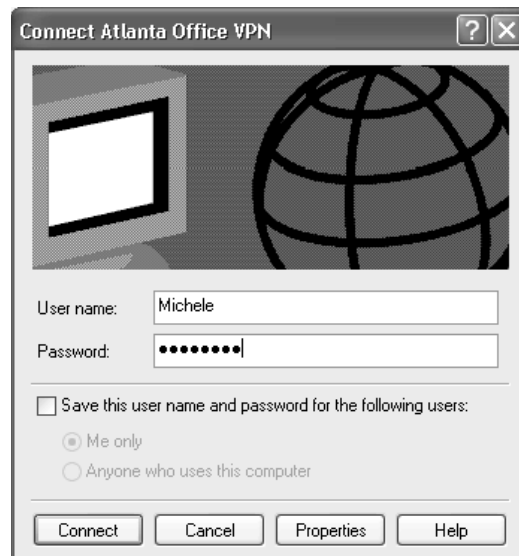 Connect Atlanta Office VPN
User name: Michele
Password: ●●●●●●●●
Save this user name and password for the following users:
Me only
Anyone who uses this computer
Connect Cancel Properties Help